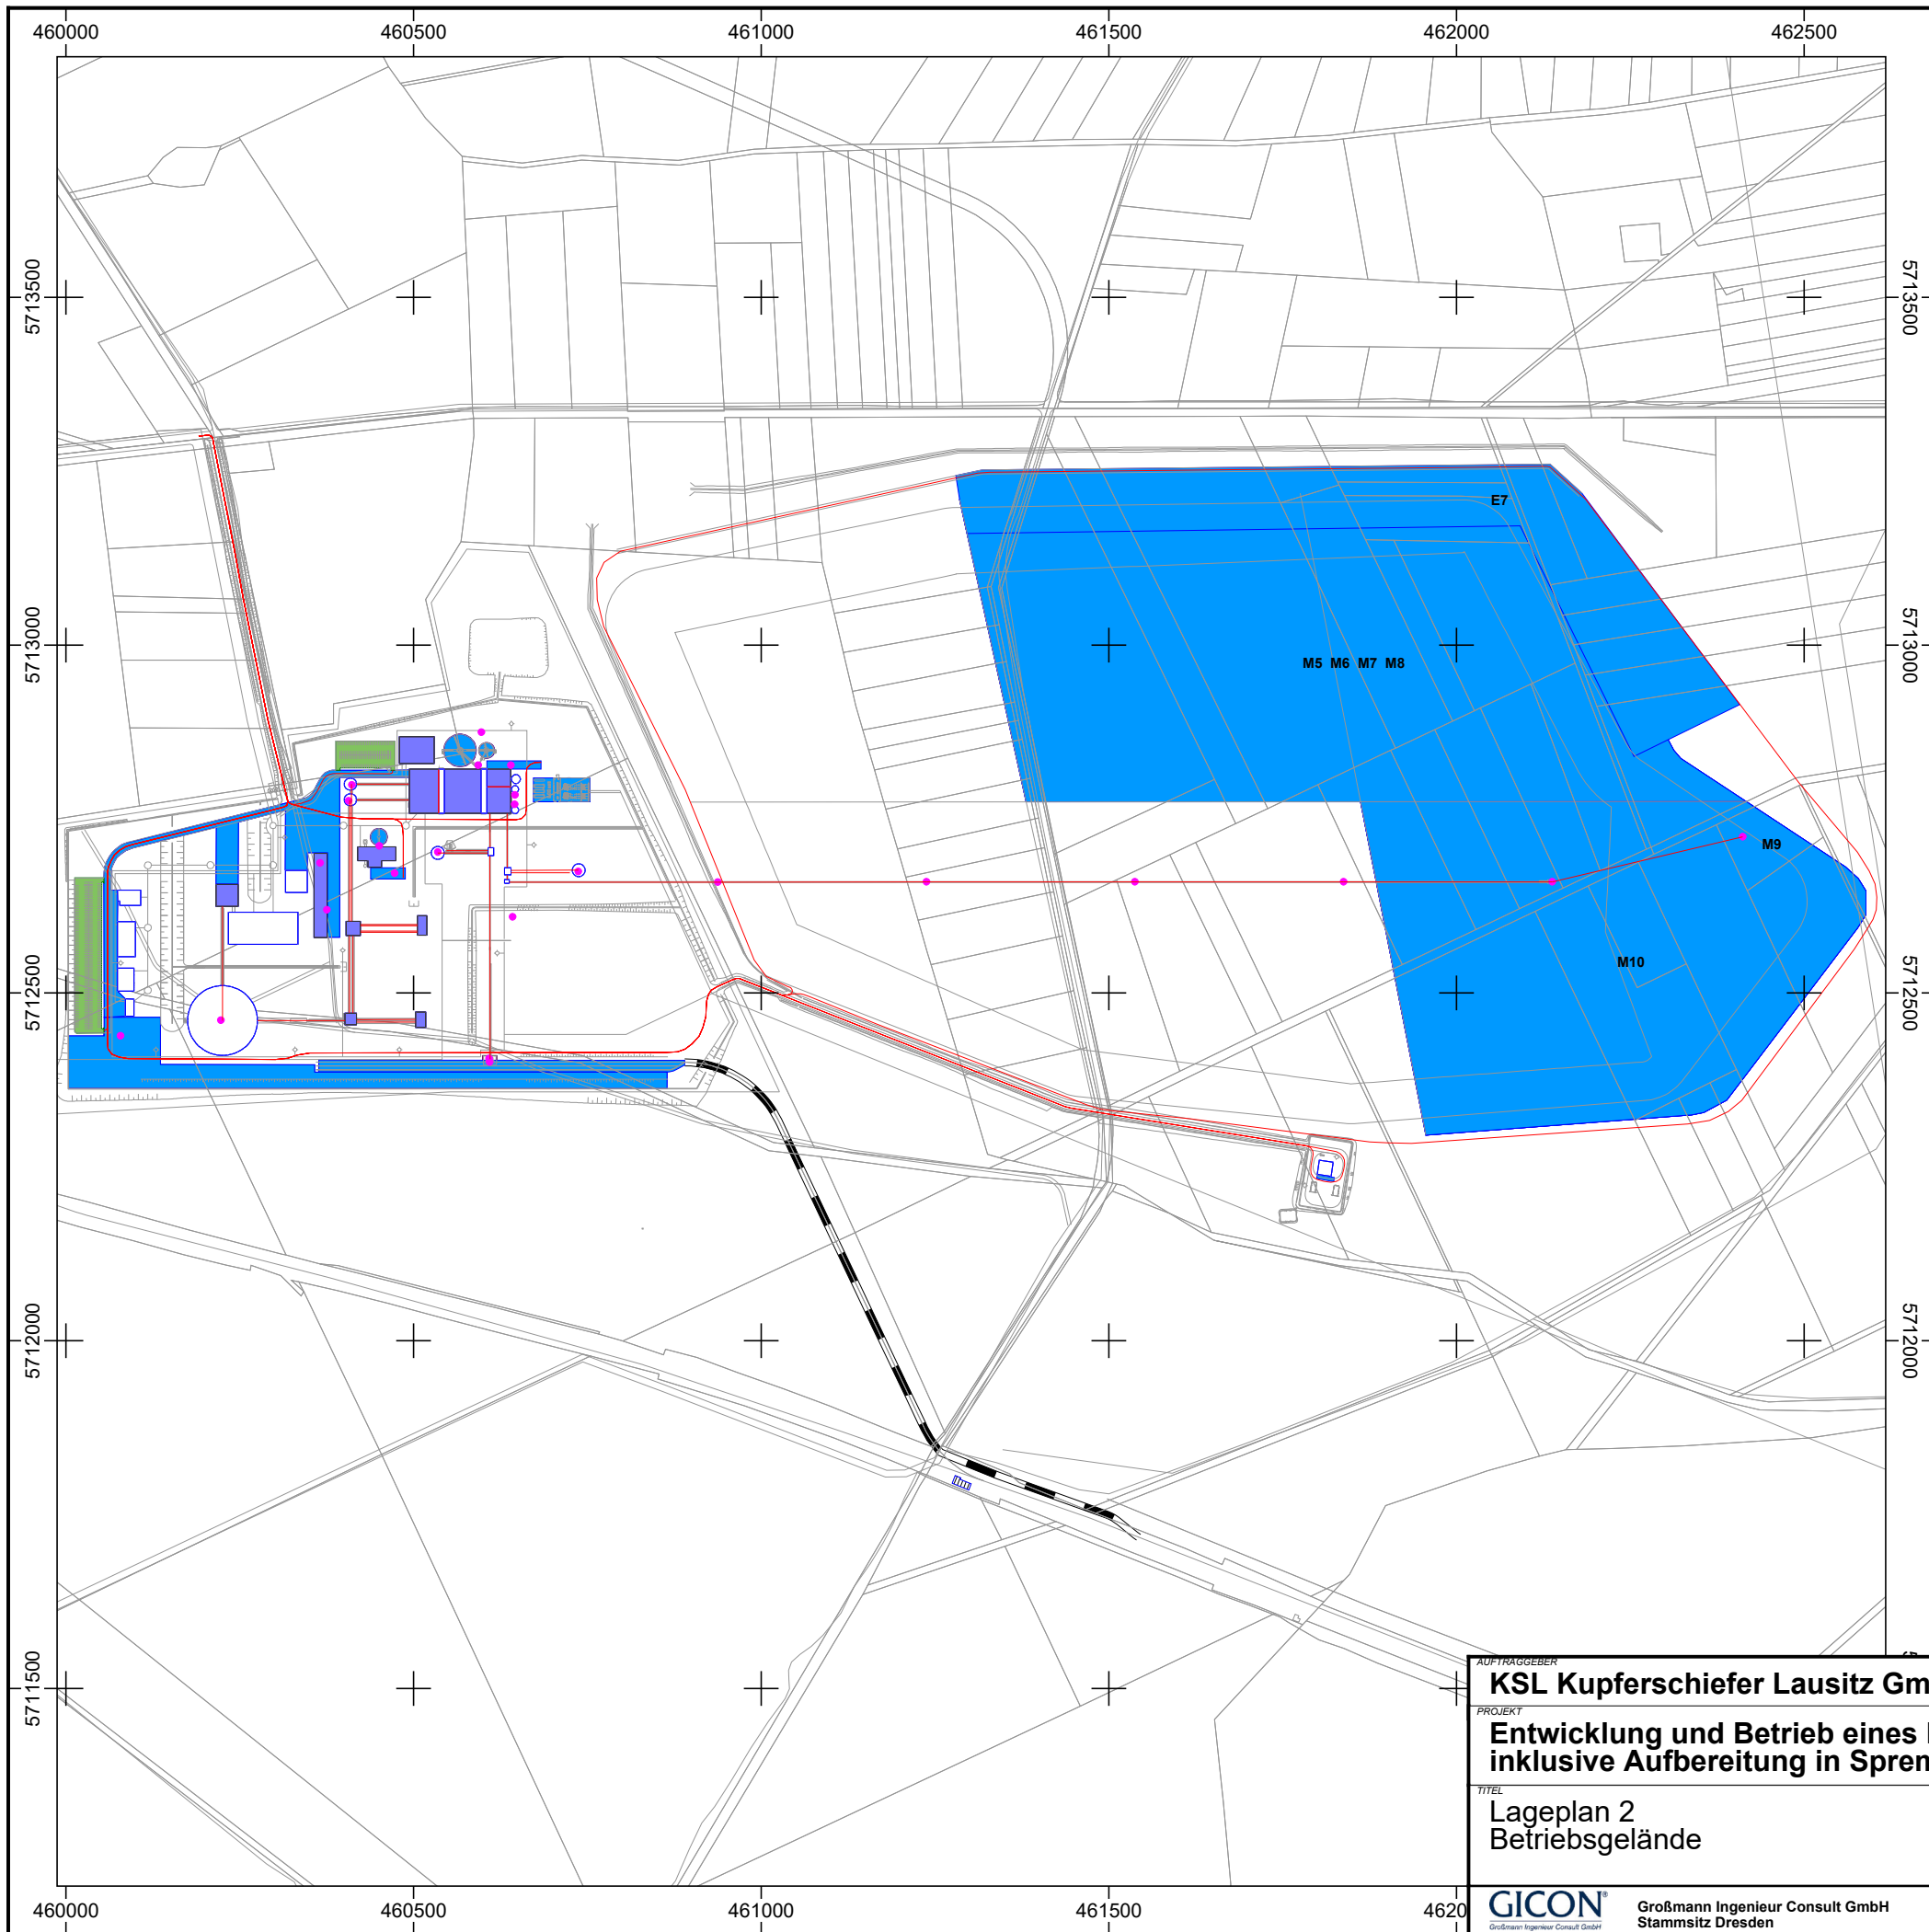 460000 460500 461000 461500 462000 462500
5713500 5713500
E7
5713000 5713000
M5 M6 M7 M8
M9
M10
5712500 5712500
5712000 5712000
5711500
AUFTRAGGEBER
KSL Kupferschiefer Lausitz Gm
PROJEKT
Entwicklung und Betrieb eines
inklusive Aufbereitung in Sprem
TITEL
Lageplan 2
Betriebsgelände
460000 460500 461000 461500 4620
GICON®
Großmann Ingenieur Consult GmbH
Großmann Ingenieur Consult GmbH
Stammsitz Dresden